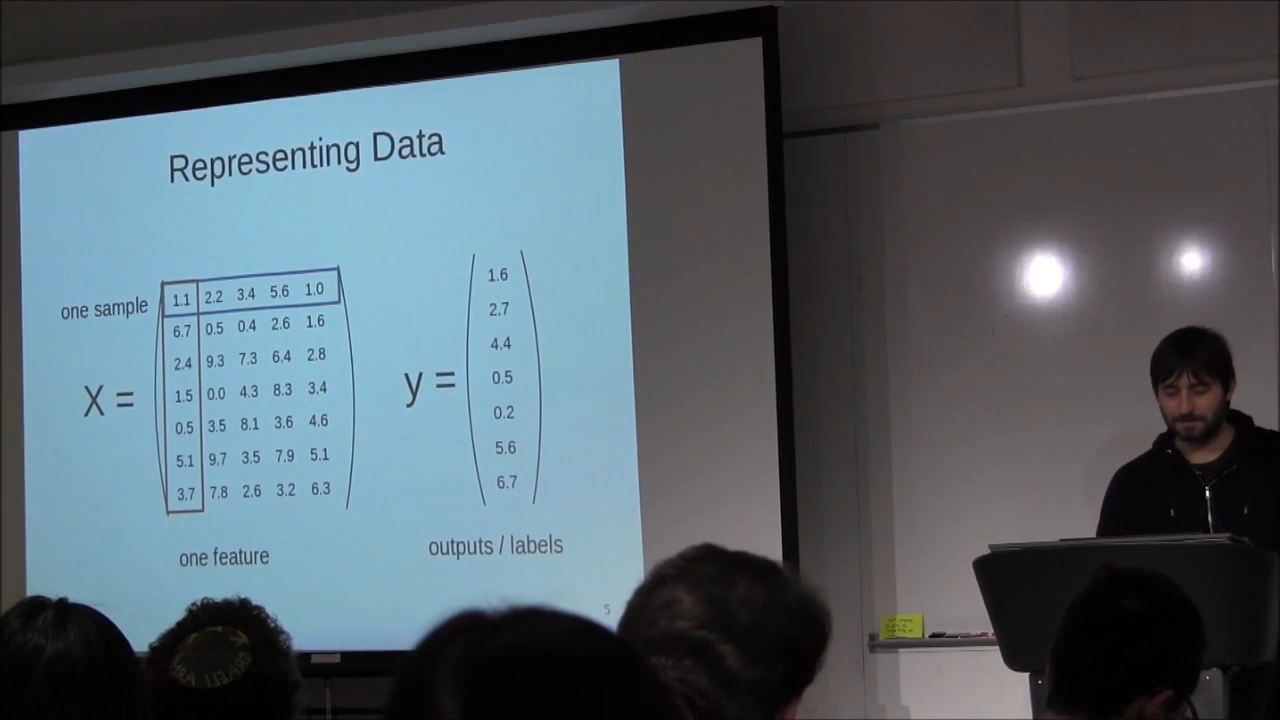 Representing Data
one sample
1.1 2.2 3.4 5.6 1.0
6.7 0.5 0.4 2.6 1.6
2.4 9.3 7.3 6.4 2.8
X =
1.5 0.0 4.3 8.3 3.4
0.5 3.5 8.1 3.6 4.6
5.1 9.7 3.5 7.9 5.1
3.7 7.8 2.6 3.2 6.3
one feature
y =
1.6
2.7
4.4
0.5
0.2
5.6
6.7
outputs / labels
5